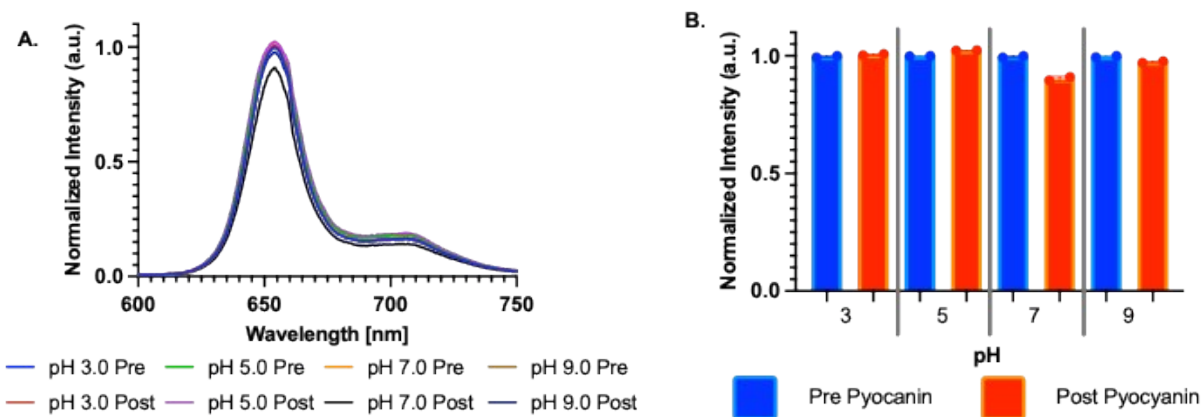 A.
Normalized Intensity (a.u.)
1.0
0.5
0.0
600 650 700 750
Wavelength [nm]
pH 3.0 Pre pH 5.0 Pre pH 7.0 Pre pH 9.0 Pre
pH 3.0 Post pH 5.0 Post pH 7.0 Post pH 9.0 Post
B.
Normalized Intensity (a.u.)
1.0
0.5
0.0
3 5 7 9
pH
Pre Pyocanin Post Pyocyanin